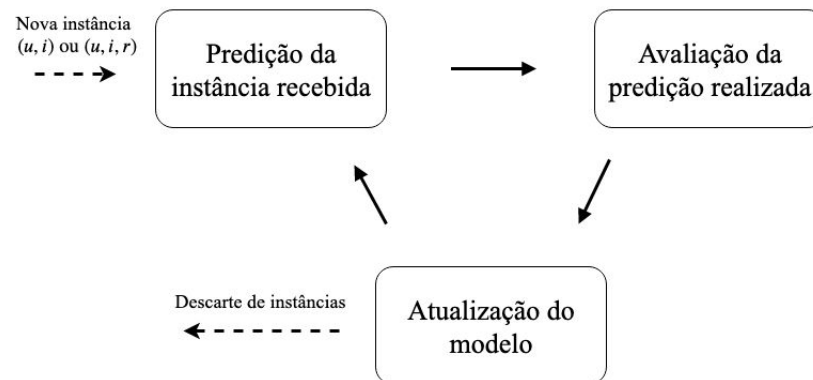 Nova instância
(u, i) ou (u, i, r)
Predição da
instância recebida
Avaliação da
predição realizada
Descarte de instâncias
Atualização do
modelo